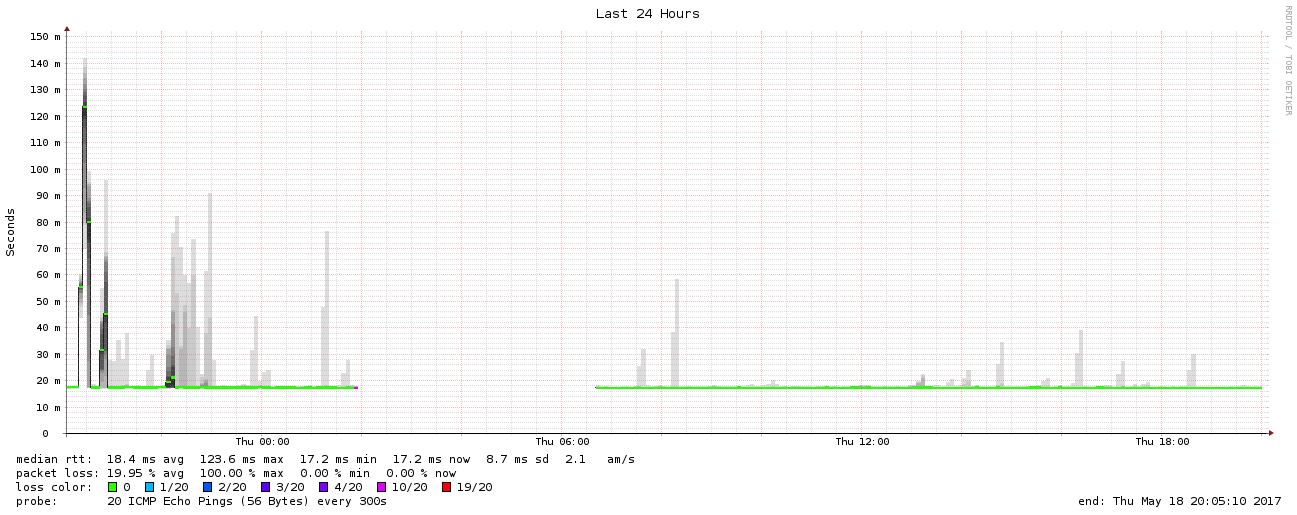 Last 24 Hours
RRDTOOL / TOBI OETIKER
Seconds
150 m
140 m
130 m
120 m
110 m
100 m
90 m
80 m
70 m
60 m
50 m
40 m
30 m
20 m
10 m
0
Thu 00:00 Thu 06:00 Thu 12:00 Thu 18:00
median rtt: 18.4 ms avg 123.6 ms max 17.2 ms min 17.2 ms now 8.7 ms sd 2.1 am/s
packet loss: 19.95 % avg 100.00 % max 0.00 % min 0.00 % now
loss color: 0 1/20 2/20 3/20 4/20 10/20 19/20
probe: 20 ICMP Echo Pings (56 Bytes) every 300s end: Thu May 18 20:05:10 2017